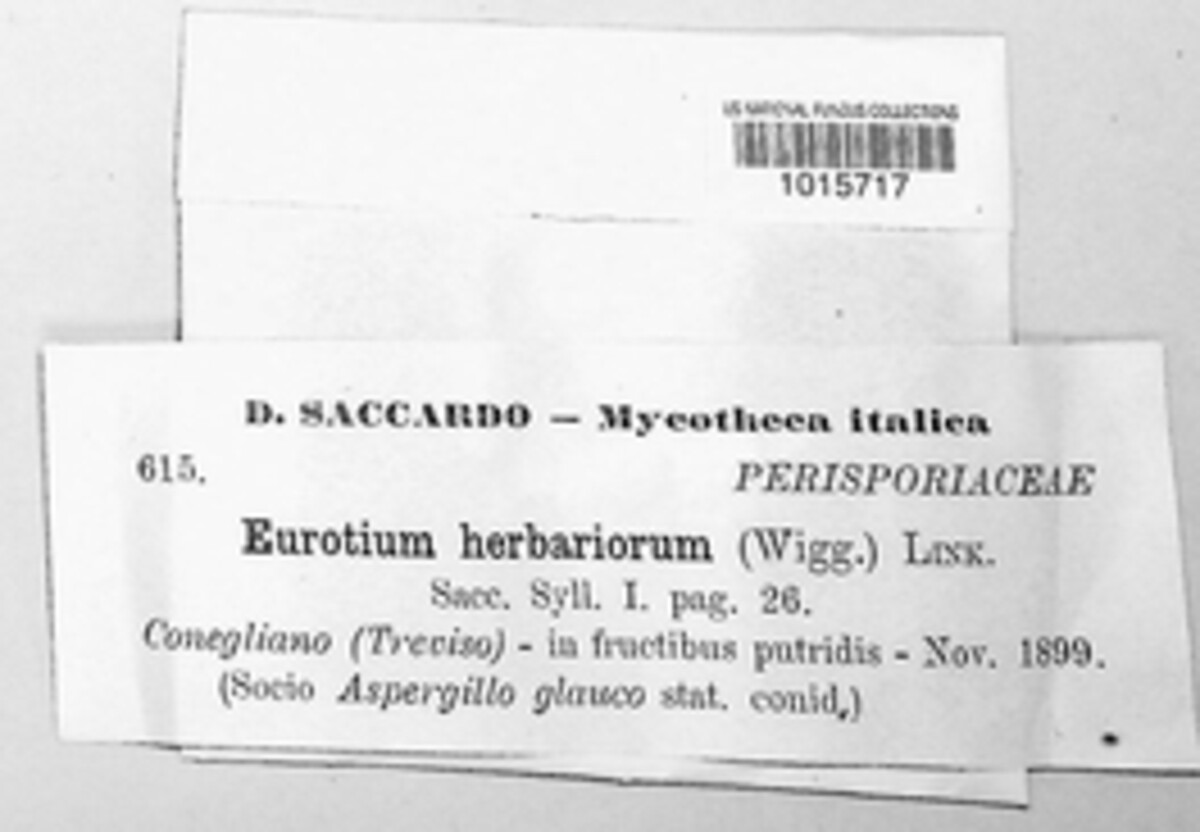 US NATIONAL FUNGUS COLLECTIONS
1015717
D. SACCARDO — Mycotheca italica
615.
PERISPORIACEAE
Eurotium herbariorum (Wigg.) LINK.
Sacc. Syll. I. pag. 26.
Conegliano (Treviso) - in fructibus putridis - Nov. 1899.
(Socio Aspergillo glauco stat. conid.)